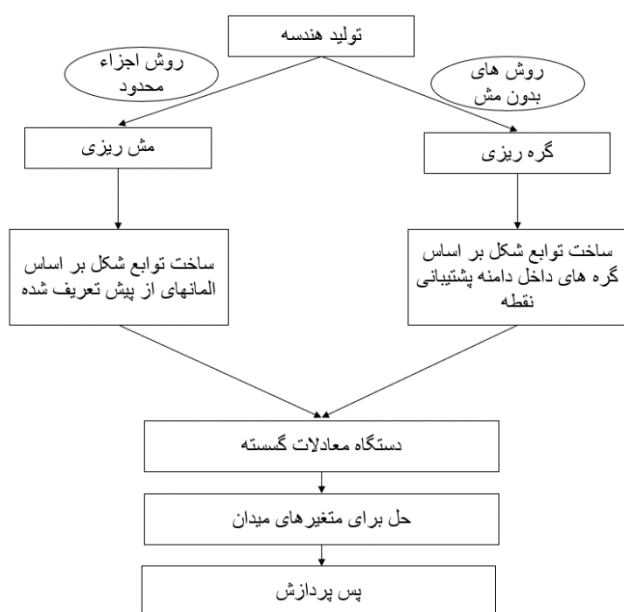 تولید هندسه
روش اجزاء
محدود
روش های
بدون مش
مش ریزی
گره ریزی
ساخت توابع شکل بر اساس
المانهای از پیش تعریف شده
ساخت توابع شکل بر اساس
گره های داخل دامنه پشتیبانی
نقطه
دستگاه معادلات گسسته
حل برای متغیرهای میدان
پس پردازش